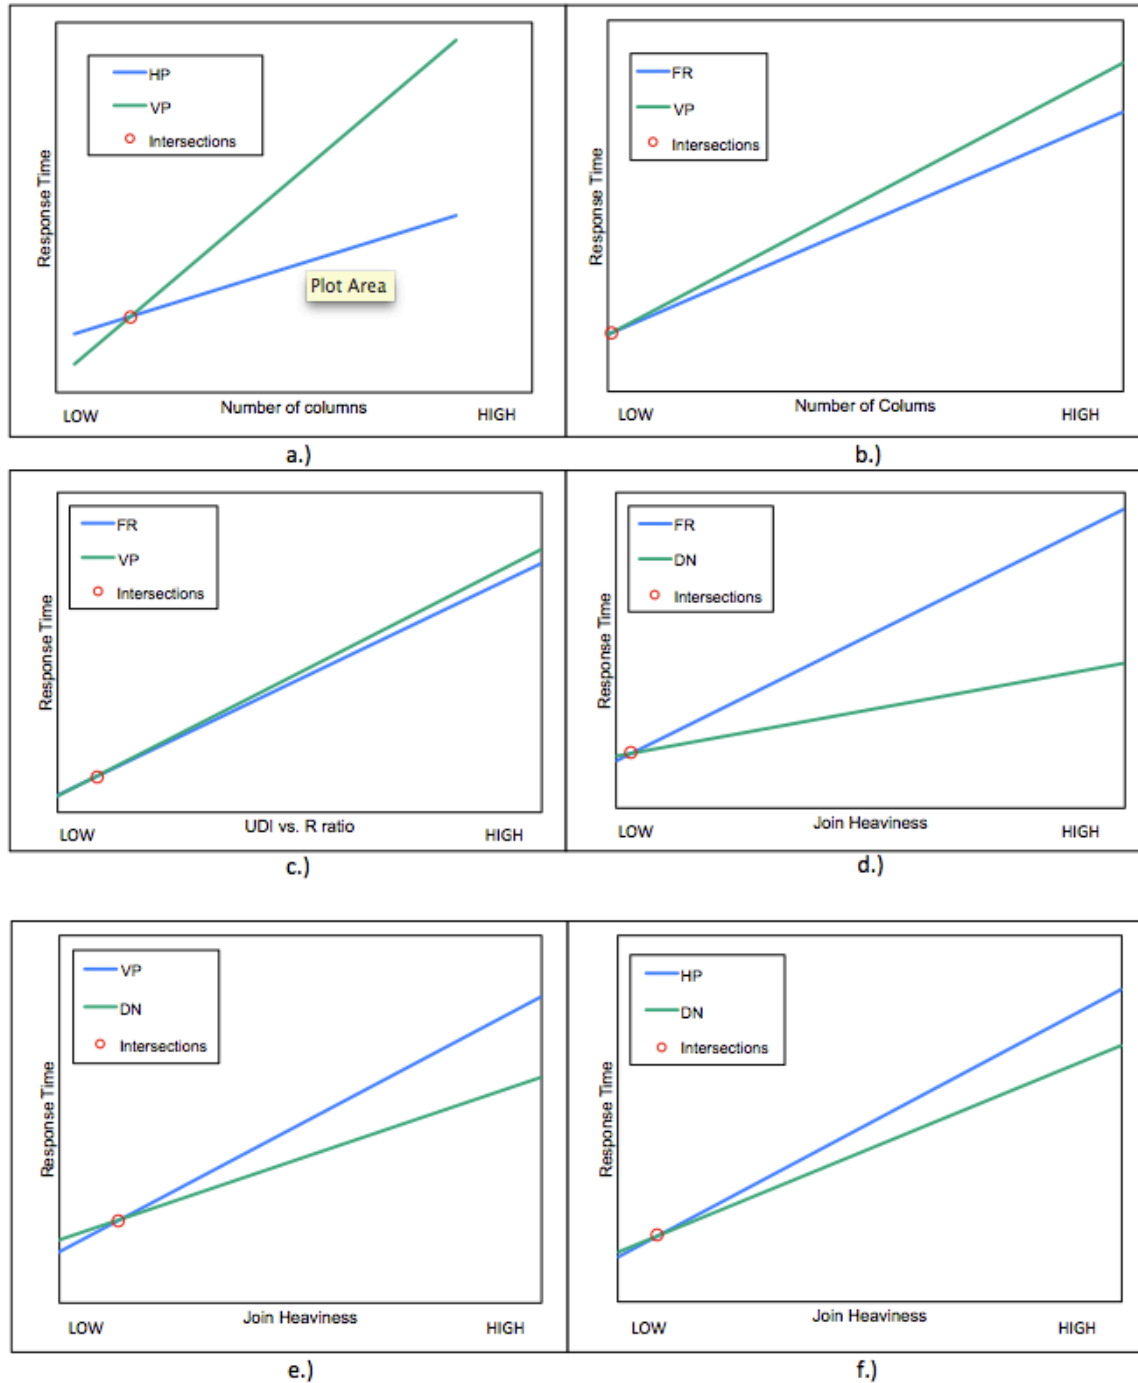 HP
VP
Intersections
Plot Area
Response Time
Number of columns
LOW
HIGH
a.)
FR
VP
Intersections
Response Time
Number of Colums
LOW
HIGH
b.)
FR
VP
Intersections
Response Time
UDI vs. R ratio
LOW
HIGH
c.)
FR
DN
Intersections
Response Time
Join Heaviness
LOW
HIGH
d.)
VP
DN
Intersections
Response Time
Join Heaviness
LOW
HIGH
e.)
HP
DN
Intersections
Response Time
Join Heaviness
LOW
HIGH
f.)